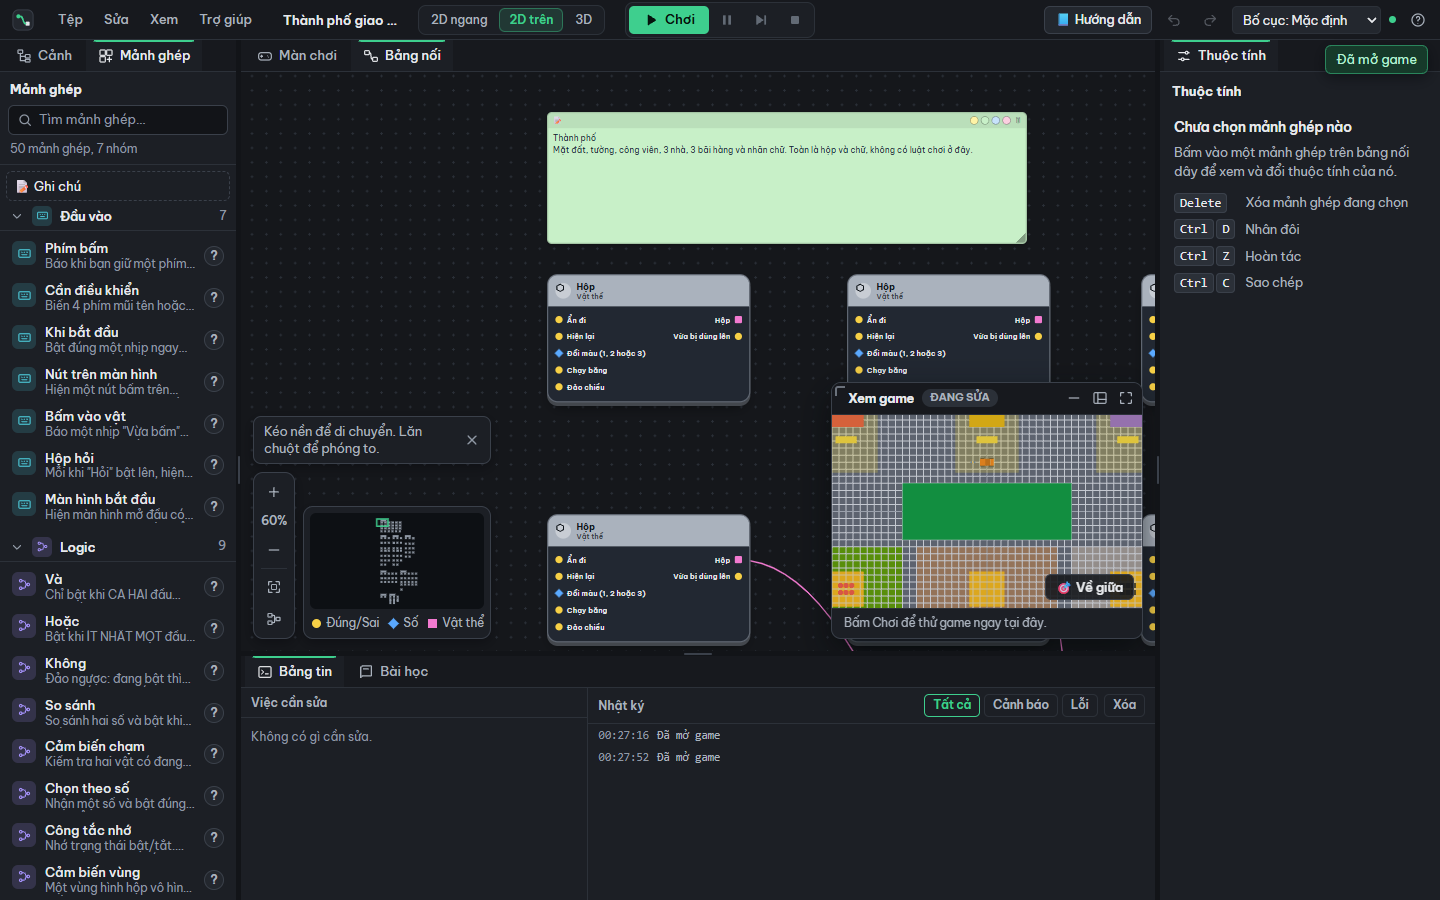 Tệp
Sửa
Xem
Trợ giúp
Thành phố giao ...
2D ngang
2D trên
3D
Chơi
Hướng dẫn
Bố cục: Mặc định
Cảnh
Mảnh ghép
Màn chơi
Bảng nối
Thuộc tính
Đã mở game
Mảnh ghép
Tìm mảnh ghép...
50 mảnh ghép, 7 nhóm
Ghi chú
Đầu vào
7
Phím bấm
Báo khi bạn giữ một phím...
?
Cần điều khiển
Biến 4 phím mũi tên hoặc...
?
Khi bắt đầu
Bật đúng một nhịp ngay...
?
Nút trên màn hình
Hiện một nút bấm trên...
?
Bấm vào vật
Báo một nhịp "Vừa bấm"...
?
Hộp hỏi
Mỗi khi "Hỏi" bật lên, hiện...
?
Màn hình bắt đầu
Hiện màn hình mở đầu có...
?
Logic
9
Và
Chỉ bật khi CẢ HAI đầu...
?
Hoặc
Bật khi ÍT NHẤT MỘT đầu...
?
Không
Đảo ngược: đang bật thì...
?
So sánh
So sánh hai số và bật khi...
?
Cảm biến chạm
Kiểm tra hai vật có đang...
?
Chọn theo số
Nhận một số và bật đúng...
?
Công tắc nhớ
Nhớ trạng thái bật/tắt....
?
Cảm biến vùng
Một vùng hình hộp vô hìn...
?
Thành phố
Mặt đất, tường, công viên, 3 nhà, 3 bãi hàng và nhãn chữ. Toàn là hộp và chữ, không có luật chơi ở đây.
Hộp
Vật thể
Ẩn đi
Hộp
Hiện lại
Vừa bị dùng lên
Đổi màu (1, 2 hoặc 3)
Chạy băng
Đảo chiều
Hộp
Vật thể
Ẩn đi
Hộp
Hiện lại
Vừa bị dùng lên
Đổi màu (1, 2 hoặc 3)
Chạy băng
Hộp
Vật thể
Ẩn đi
Hộp
Hiện lại
Vừa bị dùng lên
Đổi màu (1, 2 hoặc 3)
Chạy băng
Đảo chiều
Kéo nền để di chuyển. Lăn
chuột để phóng to.
60%
Đúng/Sai
Số
Vật thể
Xem game
ĐANG SỬA
Về giữa
Bấm Chơi để thử game ngay tại đây.
Bảng tin
Bài học
Việc cần sửa
Không có gì cần sửa.
Nhật ký
Tất cả
Cảnh báo
Lỗi
Xóa
00:27:16 Đã mở game
00:27:52 Đã mở game
Thuộc tính
Chưa chọn mảnh ghép nào
Bấm vào một mảnh ghép trên bảng nối
dây để xem và đổi thuộc tính của nó.
Delete
Xóa mảnh ghép đang chọn
Ctrl D
Nhân đôi
Ctrl Z
Hoàn tác
Ctrl C
Sao chép